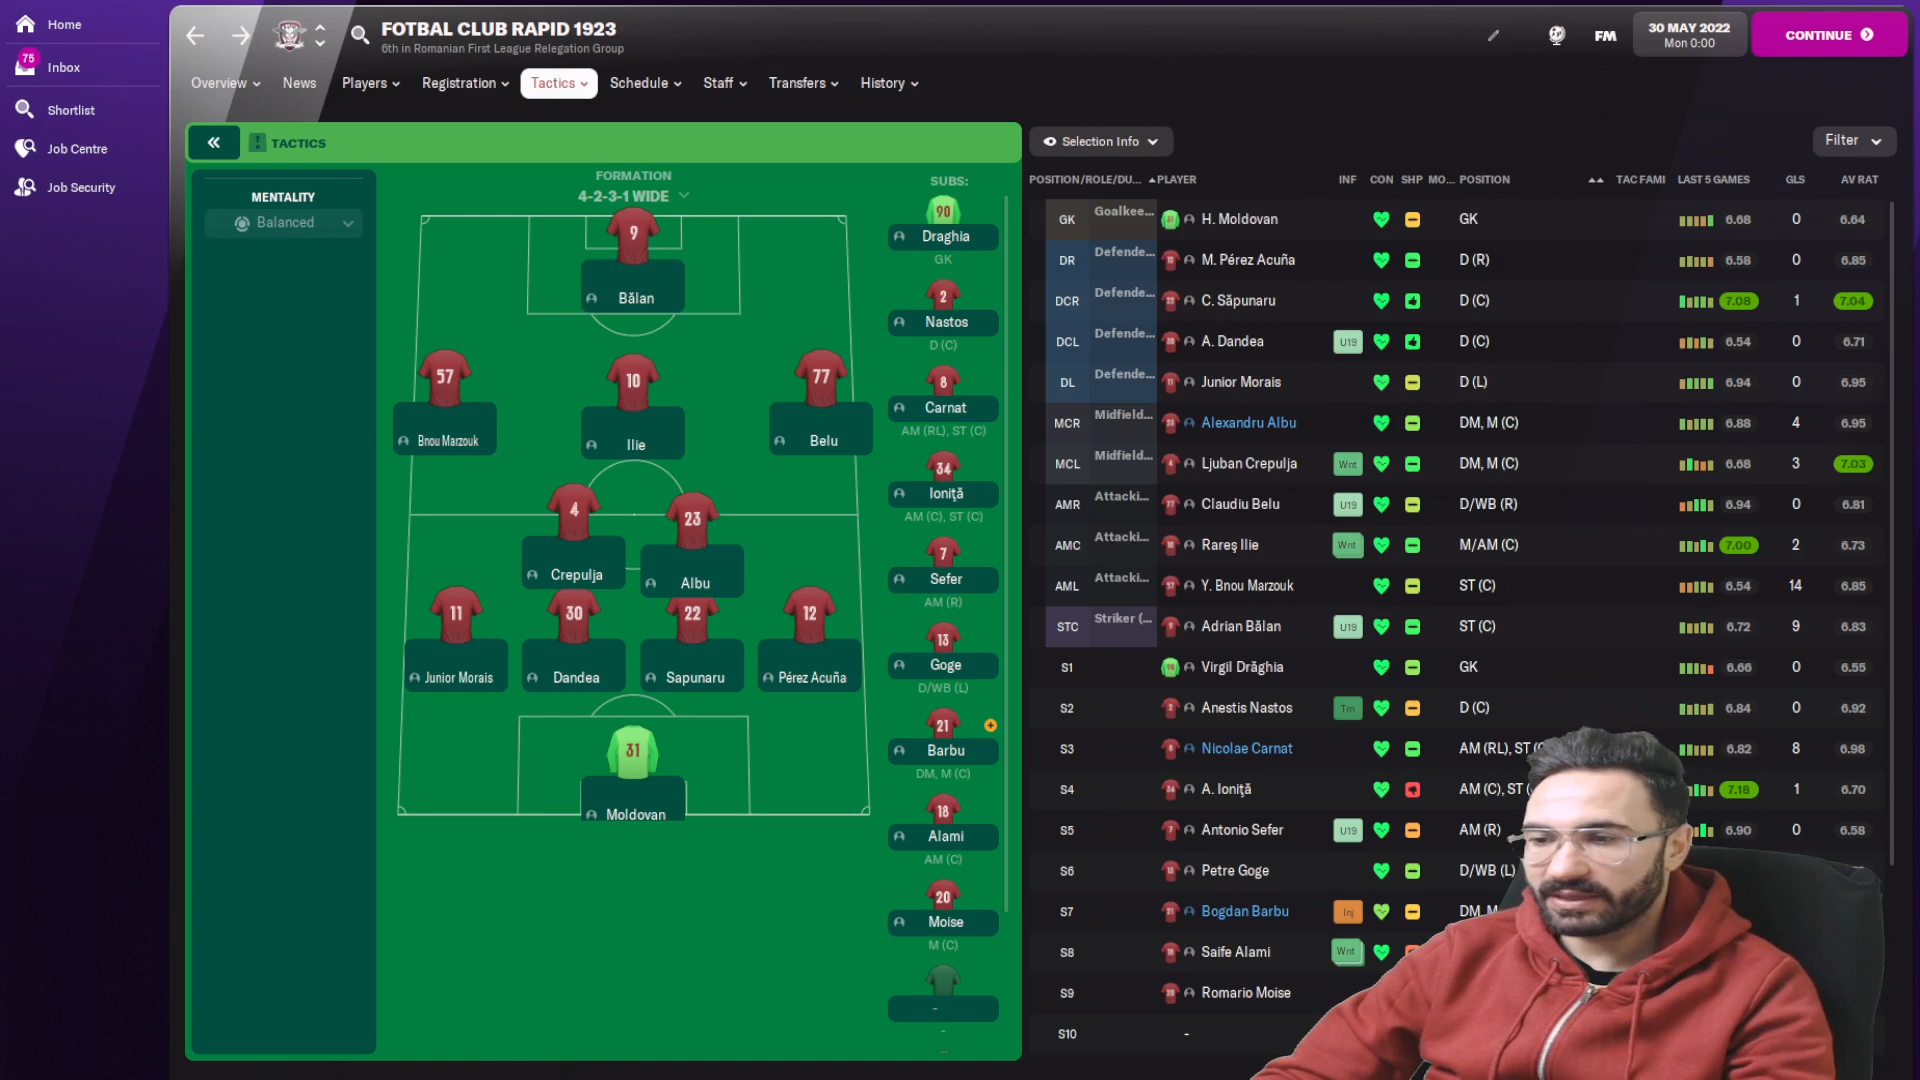 Home
75
Inbox
Shortlist
Job Centre
Job Security
FOTBAL CLUB RAPID 1923
6th in Romanian First League Relegation Group
FM
30 MAY 2022
Mon 0:00
CONTINUE
Overview
News
Players
Registration
Tactics
Schedule
Staff
Transfers
History
TACTICS
MENTALITY
Balanced
FORMATION
4-2-3-1 WIDE
9
Bălan
57
Bnou Marzouk
10
Ilie
77
Belu
4
Crepulja
23
Albu
11
Junior Morais
30
Dandea
22
Sapunaru
12
Pérez Acuña
31
Moldovan
SUBS:
90
Draghia
GK
2
Nastos
D (C)
8
Carnat
AM (RL), ST (C)
34
Ioniţă
AM (C), ST (C)
7
Sefer
AM (R)
13
Goge
D/WB (L)
21
Barbu
DM, M (C)
18
Alami
AM (C)
20
Moise
M (C)
-
-
Selection Info
Filter
POSITION/ROLE/DU... PLAYER INF CON SHP MO... POSITION TAC FAMI LAST 5 GAMES GLS AV RAT
GK Goalkee... H. Moldovan GK 6.68 0 6.64
DR Defende... M. Pérez Acuña D (R) 6.58 0 6.85
DCR Defende... C. Săpunaru D (C) 7.08 1 7.04
DCL Defende... A. Dandea U19 D (C) 6.54 0 6.71
DL Defende... Junior Morais D (L) 6.94 0 6.95
MCR Midfield... Alexandru Albu DM, M (C) 6.88 4 6.95
MCL Midfield... Ljuban Crepulja Wnt DM, M (C) 6.68 3 7.03
AMR Attacki... Claudiu Belu U19 D/WB (R) 6.94 0 6.81
AMC Attacki... Rareş Ilie Wnt M/AM (C) 7.00 2 6.73
AML Attacki... Y. Bnou Marzouk ST (C) 6.54 14 6.85
STC Striker (... Adrian Bălan U19 ST (C) 6.72 9 6.83
S1 Virgil Drăghia GK 6.66 0 6.55
S2 Anestis Nastos Trn D (C) 6.84 0 6.92
S3 Nicolae Carnat AM (RL), ST (C 6.82 8 6.98
S4 A. Ioniţă AM (C), ST ( 7.18 1 6.70
S5 Antonio Sefer U19 AM (R) 6.90 0 6.58
S6 Petre Goge D/WB (L)
S7 Bogdan Barbu Inj DM, M
S8 Saife Alami Wnt
S9 Romario Moise
S10 -